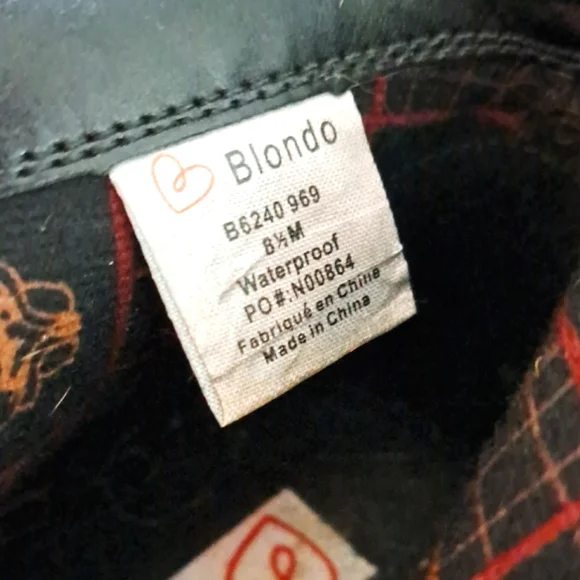 Blondo
B6240 969
8½M
Waterproof
PO#:N00864
Fabriqué en Chine
Made in China